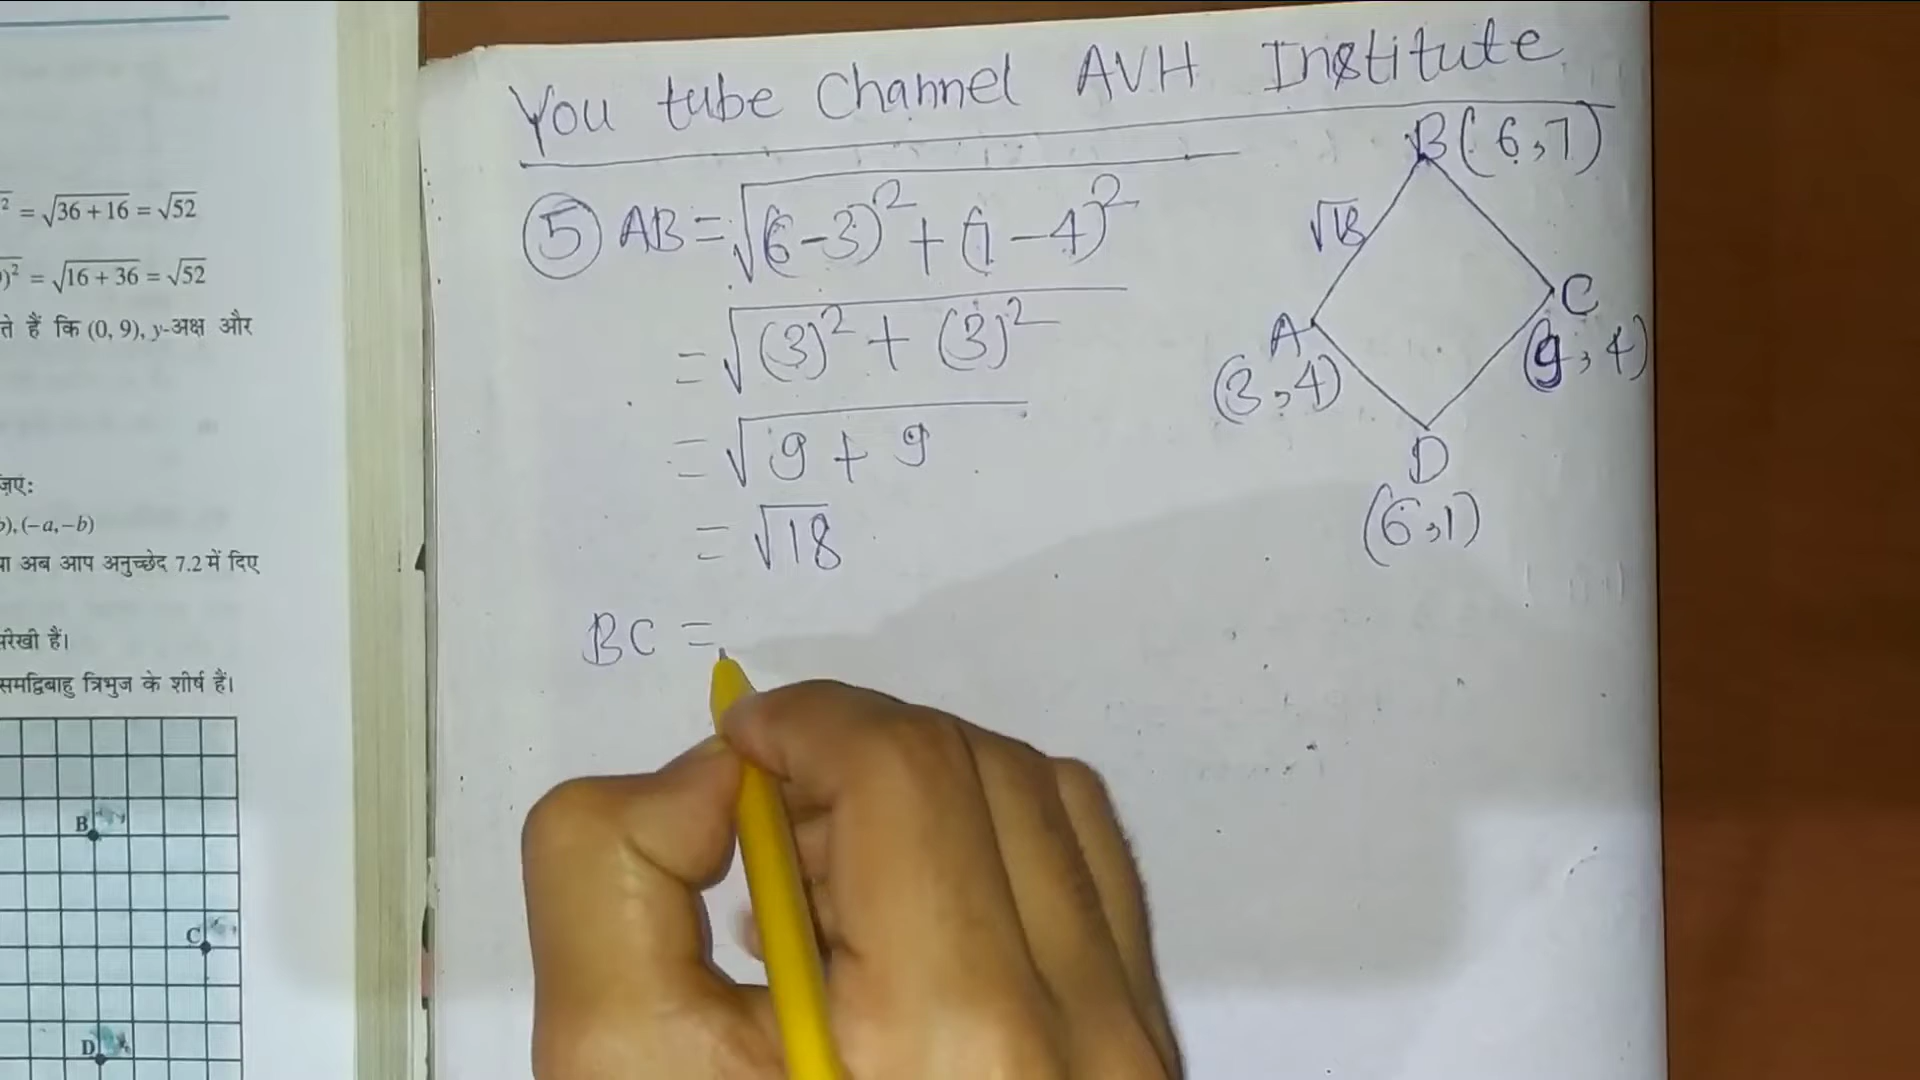 You tube Channel AVH Institute
⑤ AB = √(6-3)² + (7-4)²
= √(3)² + (3)²
= √9 + 9
= √18
BC =
B(6,7)
√18
C
(9,4)
A
(3,4)
D
(6,1)
² = √36 + 16 = √52
)² = √16 + 36 = √52
ते हैं कि (0, 9), y-अक्ष और
), (– a, – b)
अब आप अनुच्छेद 7.2 में दिए
हैं।
समद्विबाहु त्रिभुज के शीर्ष हैं।
B
C
D